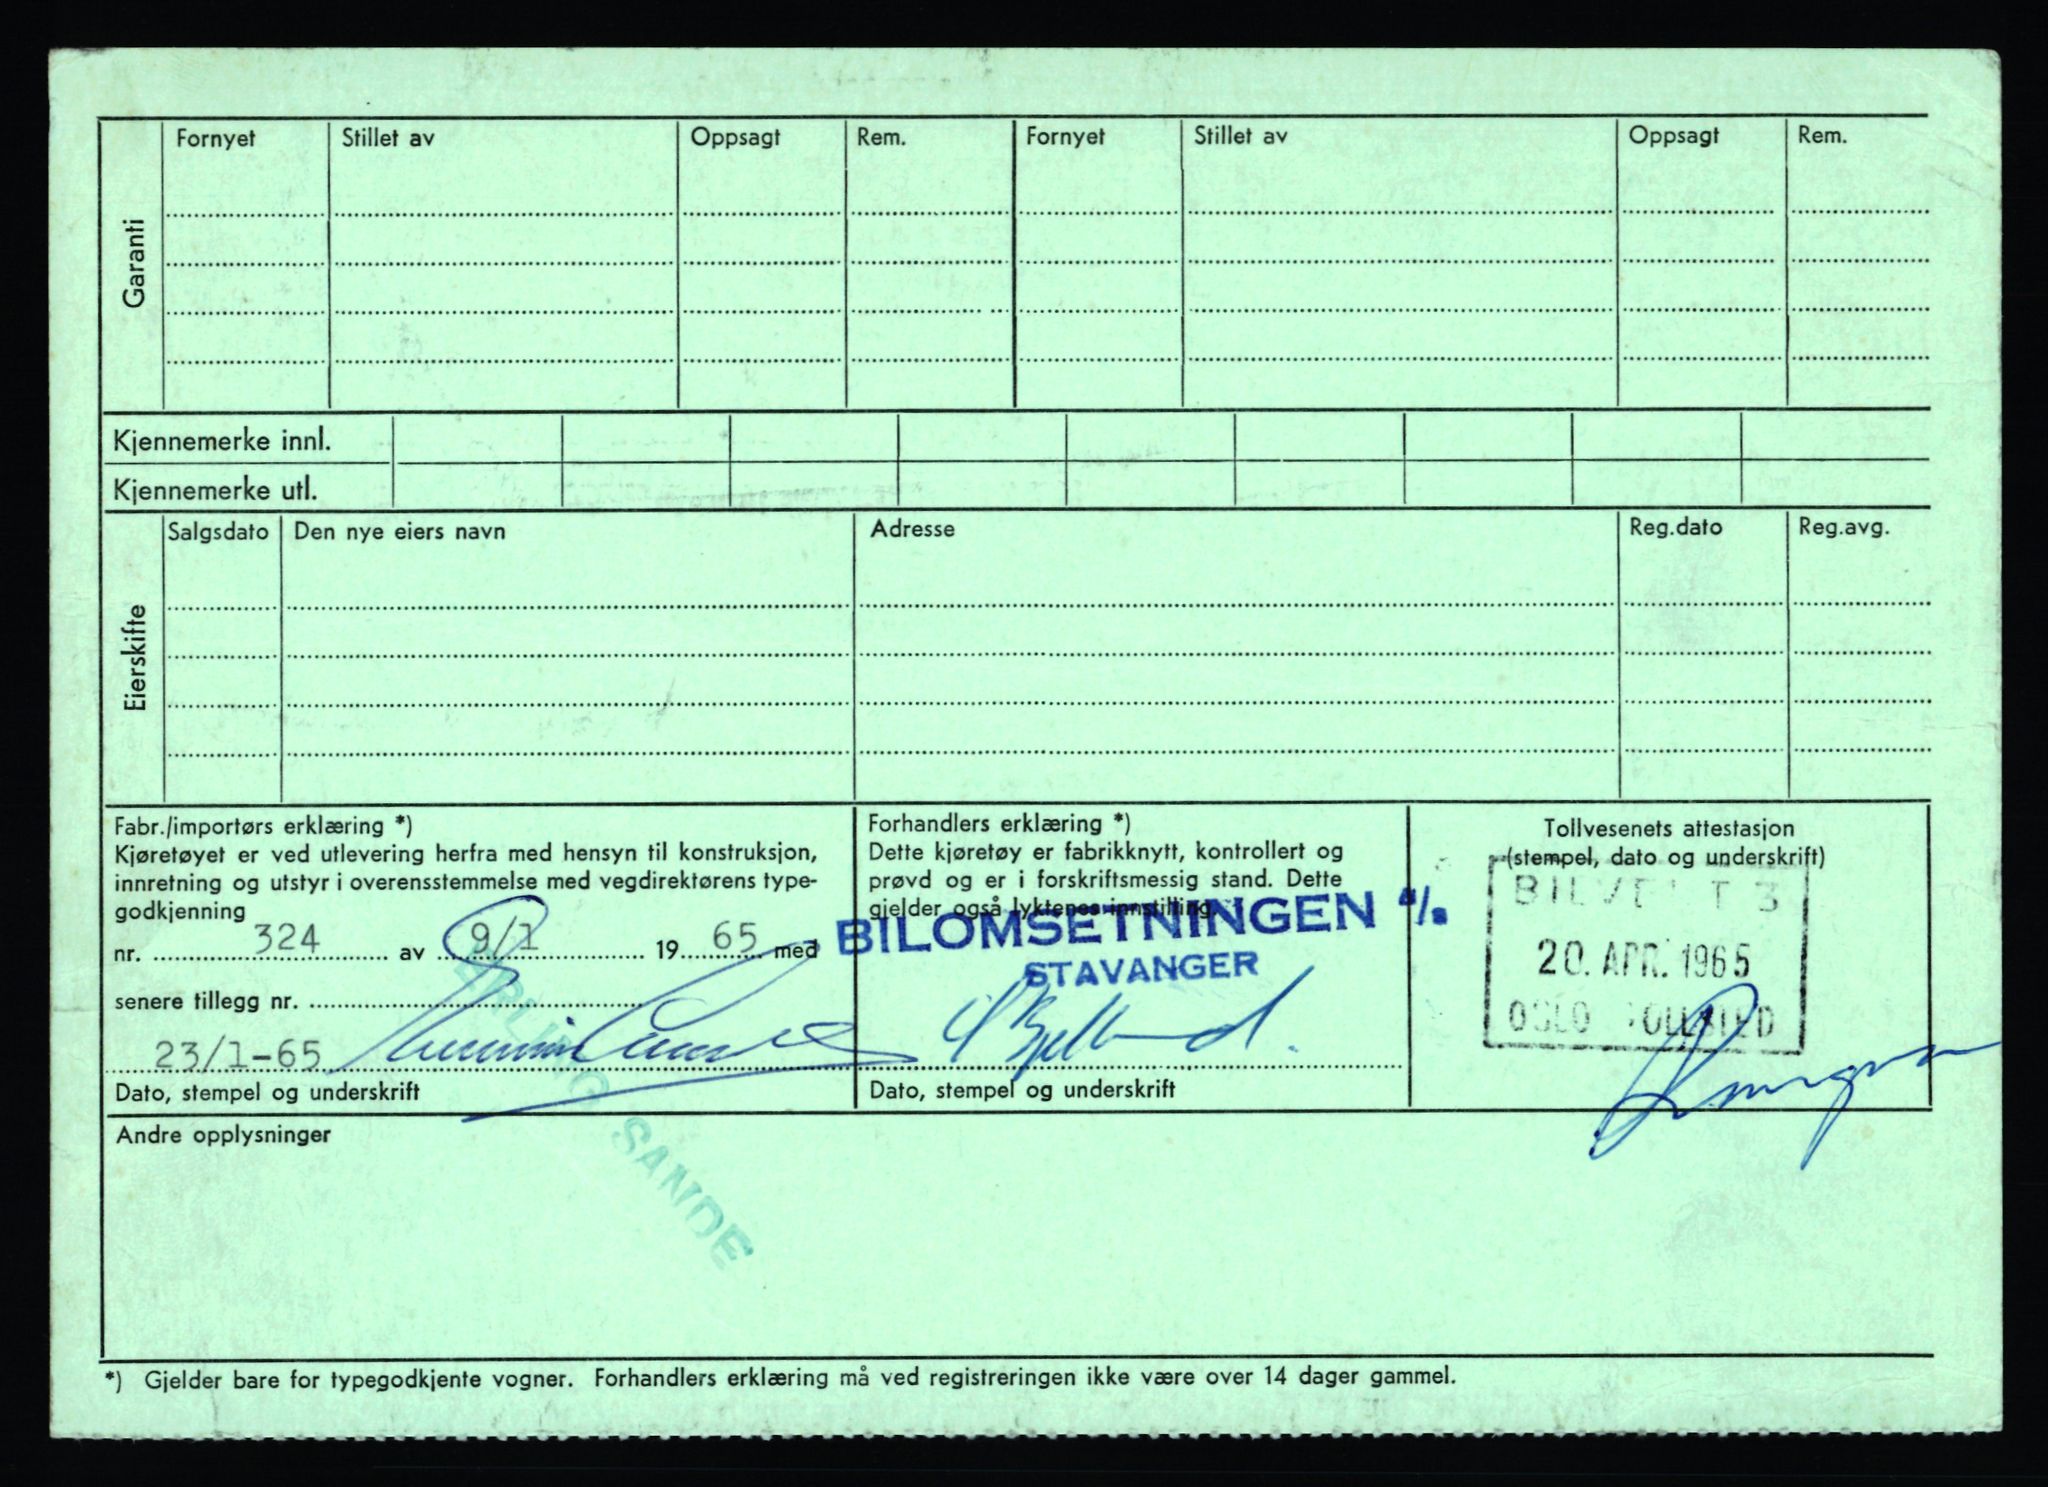 Garanti
Fornyet Stillet av Oppsagt Rem. Fornyet Stillet av Oppsagt Rem.
Kjennemerke innl.
Kjennemerke utl.
Eierskifte
Salgsdato Den nye eiers navn Adresse Reg.dato Reg.avg.
Fabr./importørs erklæring *)
Kjøretøyet er ved utlevering herfra med hensyn til konstruksjon,
innretning og utstyr i overensstemmelse med vegdirektørens type-
godkjenning
nr. 324 av 9/1 1965 med
senere tillegg nr.
23/1-65
Dato, stempel og underskrift
ERLING SANDE
Forhandlers erklæring *)
Dette kjøretøy er fabrikknytt, kontrollert og
prøvd og er i forskriftsmessig stand. Dette
gjelder også lyktenes innstilling.
BILOMSETNINGEN A/S
STAVANGER
Bjelland
Dato, stempel og underskrift
Tollvesenets attestasjon
(stempel, dato og underskrift)
20. APR. 1965
OSLO TOLLSTED
Andre opplysninger
*) Gjelder bare for typegodkjente vogner. Forhandlers erklæring må ved registreringen ikke være over 14 dager gammel.